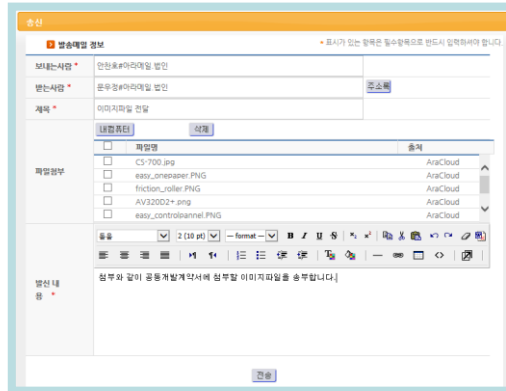 송신
발송메일 정보
* 표시가 있는 항목은 필수항목으로 반드시 입력하셔야 합니다.
보내는사람 * 안찬호#아라메일 법인
받는사람 * 문우정#아라메일 법인 주소록
제목 * 이미지파일 전달
내컴퓨터 삭제
파일명 출처
파일첨부
CS-700.jpg AraCloud
easy_onepaper.PNG AraCloud
friction_roller.PNG AraCloud
AV320D2+.png AraCloud
easy_controlpannel.PNG AraCloud
돋움 2 (10 pt) -- format --
발신 내용 *
첨부와 같이 공동개발계약서에 첨부할 이미지파일을 송부합니다.
전송